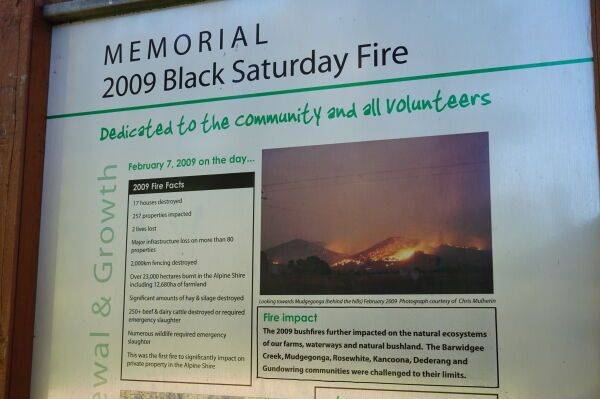 MEMORIAL
2009 Black Saturday Fire
Dedicated to the community and all volunteers
ewal & Growth
February 7, 2009 on the day...
2009 Fire Facts
17 houses destroyed
257 properties impacted
2 lives lost
Major infrastructure loss on more than 80
properties
2,000km fencing destroyed
Over 23,000 hectares burnt in the Alpine Shire
including 12,680ha of farmland
Significant amounts of hay & silage destroyed
250+ beef & dairy cattle destroyed or required
emergency slaughter
Numerous wildlife required emergency
slaughter
This was the first fire to significantly impact on
private property in the Alpine Shire
Looking towards Mudgegonga (behind the hills) February 2009 Photograph courtesy of Chris Mulherin
Fire impact
The 2009 bushfires further impacted on the natural ecosystems
of our farms, waterways and natural bushland. The Barwidgee
Creek, Mudgegonga, Rosewhite, Kancoona, Dederang and
Gundowring communities were challenged to their limits.